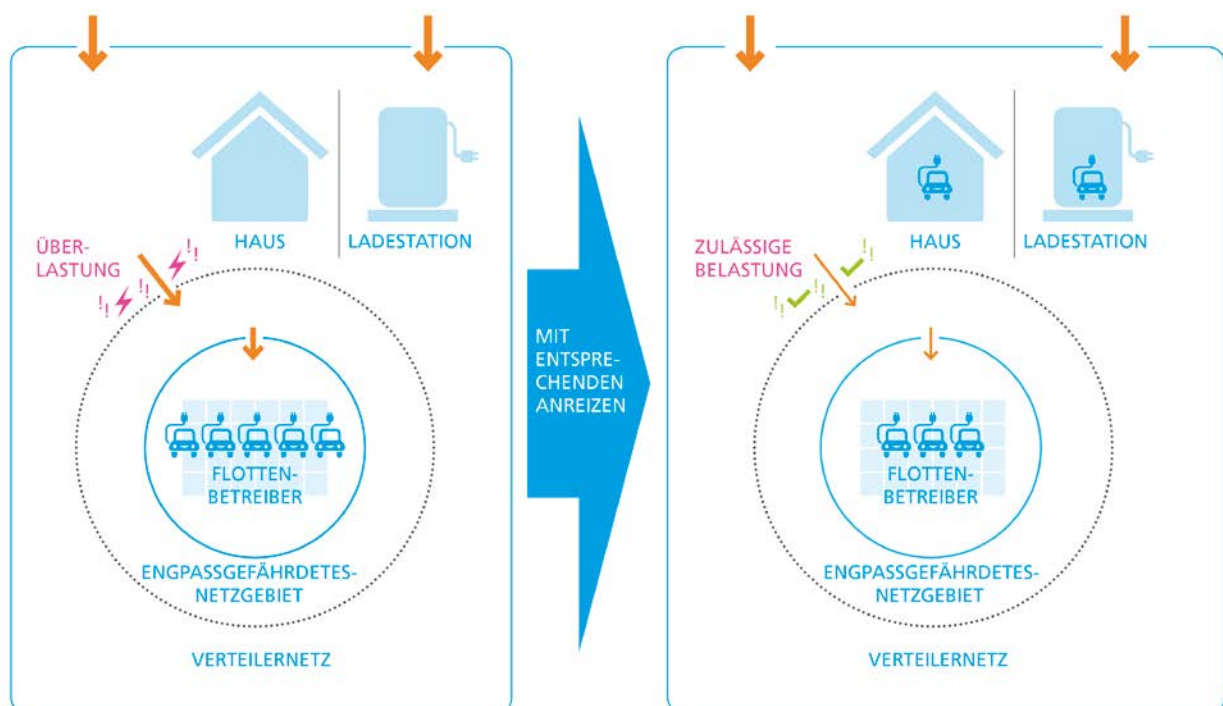 HAUS
LADESTATION
ÜBER-
LASTUNG
!!
!!
!!
FLOTTEN-
BETREIBER
ENGPASSGEFÄHRDETES-
NETZGEBIET
VERTEILERNETZ
MIT
ENTSPRE-
CHENDEN
ANREIZEN
HAUS
LADESTATION
ZULÄSSIGE
BELASTUNG
!!
!!
!!
FLOTTEN-
BETREIBER
ENGPASSGEFÄHRDETES-
NETZGEBIET
VERTEILERNETZ